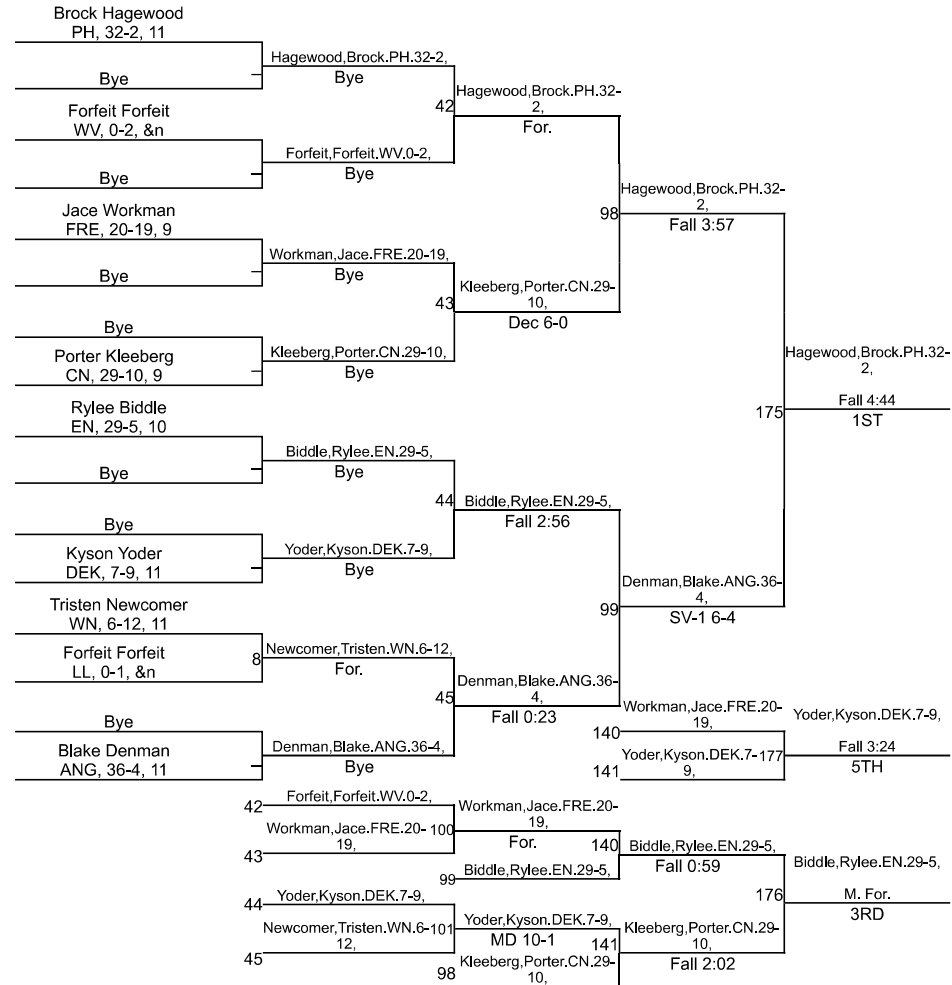 Brock Hagewood
PH, 32-2, 11
Bye
Forfeit Forfeit
WV, 0-2, &n
Bye
Jace Workman
FRE, 20-19, 9
Bye
Bye
Porter Kleeberg
CN, 29-10, 9
Rylee Biddle
EN, 29-5, 10
Bye
Bye
Kyson Yoder
DEK, 7-9, 11
Tristen Newcomer
WN, 6-12, 11
Forfeit Forfeit
LL, 0-1, &n
Bye
Blake Denman
ANG, 36-4, 11
Hagewood,Brock.PH.32-2,
Bye
Forfeit,Forfeit.WV.0-2,
Bye
Workman,Jace.FRE.20-19,
Bye
Kleeberg,Porter.CN.29-10,
Bye
Biddle,Rylee.EN.29-5,
Bye
Yoder,Kyson.DEK.7-9,
Bye
8
Newcomer,Tristen.WN.6-12,
For.
Denman,Blake.ANG.36-4,
Bye
42
Hagewood,Brock.PH.32-
2,
For.
43
Kleeberg,Porter.CN.29-
10,
Dec 6-0
44
Biddle,Rylee.EN.29-5,
Fall 2:56
45
Denman,Blake.ANG.36-
4,
Fall 0:23
98
Hagewood,Brock.PH.32-
2,
Fall 3:57
99
Denman,Blake.ANG.36-
4,
SV-1 6-4
175
Hagewood,Brock.PH.32-
2,
Fall 4:44
1ST
140
Workman,Jace.FRE.20-
19,
141
Yoder,Kyson.DEK.7-
9,
177
Yoder,Kyson.DEK.7-9,
Fall 3:24
5TH
42
Forfeit,Forfeit.WV.0-2,
43
Workman,Jace.FRE.20-
19,
100
Workman,Jace.FRE.20-
19,
For.
99
Biddle,Rylee.EN.29-5,
140
Biddle,Rylee.EN.29-5,
Fall 0:59
44
Yoder,Kyson.DEK.7-9,
45
Newcomer,Tristen.WN.6-
12,
101
Yoder,Kyson.DEK.7-9,
MD 10-1
98
Kleeberg,Porter.CN.29-
10,
141
Kleeberg,Porter.CN.29-
10,
Fall 2:02
176
Biddle,Rylee.EN.29-5,
M. For.
3RD